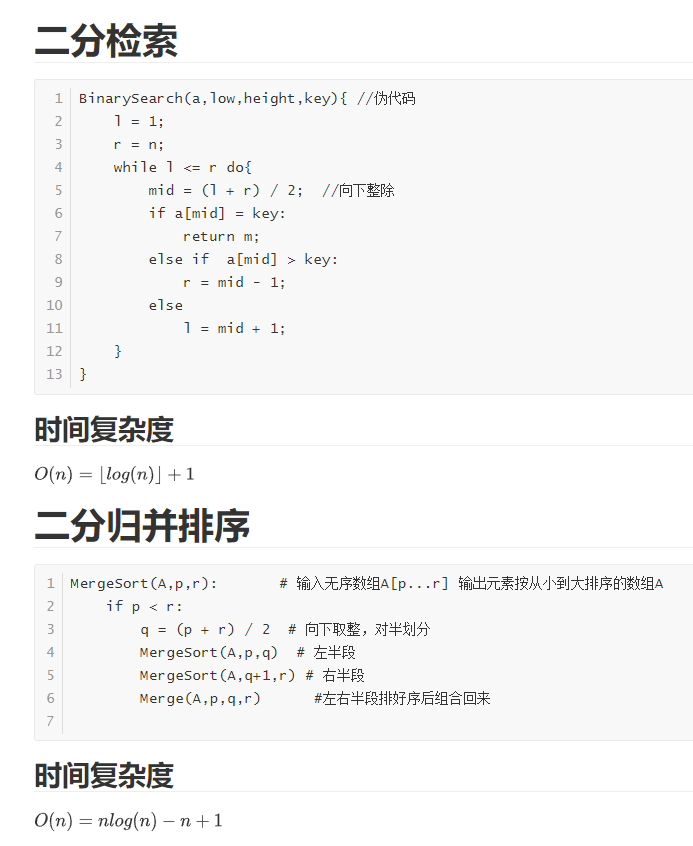 二分检索
1 BinarySearch(a,low,height,key){ //伪代码
2     l = 1;
3     r = n;
4     while l <= r do{
5         mid = (l + r) / 2;  //向下整除
6         if a[mid] = key:
7             return m;
8         else if  a[mid] > key:
9             r = mid - 1;
10         else
11             l = mid + 1;
12     }
13 }
时间复杂度
O(n) = ⌊log(n)⌋ + 1
二分归并排序
1 MergeSort(A,p,r):       # 输入无序数组A[p...r] 输出元素按从小到大排序的数组A
2     if p < r:
3         q = (p + r) / 2  # 向下取整，对半划分
4         MergeSort(A,p,q)  # 左半段
5         MergeSort(A,q+1,r) # 右半段
6         Merge(A,p,q,r)      #左右半段排好序后组合回来
7
时间复杂度
O(n) = nlog(n) − n + 1